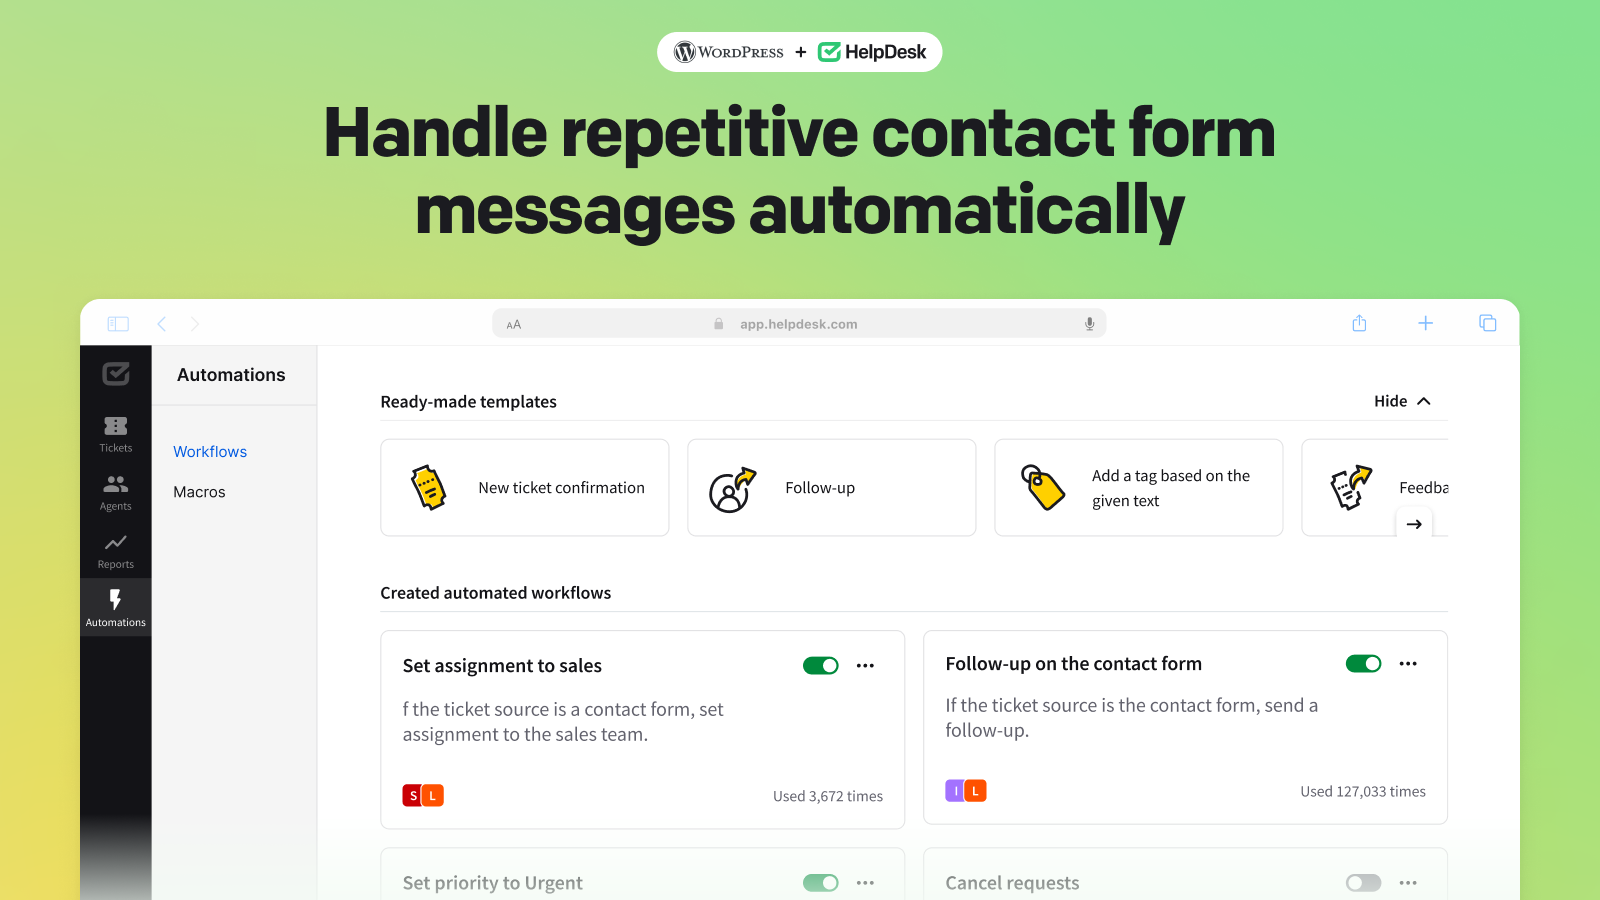 WORDPRESS + HelpDesk
Handle repetitive contact form
messages automatically
AA
app.helpdesk.com
Automations
Tickets
Agents
Reports
Automations
Workflows
Macros
Ready-made templates
Hide
New ticket confirmation
Follow-up
Add a tag based on the
given text
Feedba
Created automated workflows
Set assignment to sales
f the ticket source is a contact form, set
assignment to the sales team.
S L
Used 3,672 times
Follow-up on the contact form
If the ticket source is the contact form, send a
follow-up.
I L
Used 127,033 times
Set priority to Urgent
Cancel requests